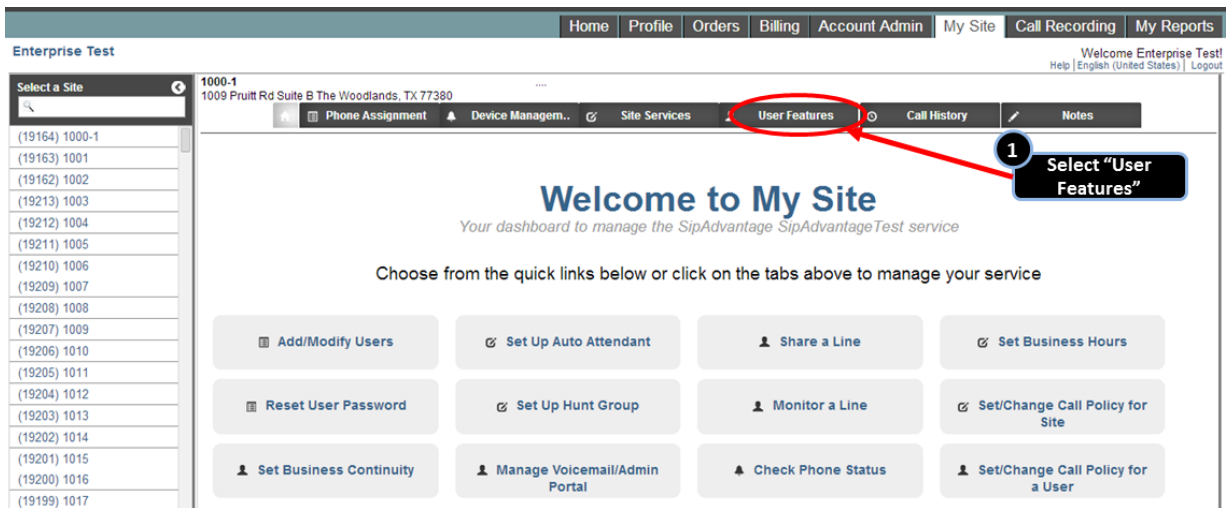 Home Profile Orders Billing Account Admin My Site Call Recording My Reports
Enterprise Test
Welcome Enterprise Test!
Help | English (United States) | Logout
Select a Site
1000-1
....
1009 Pruitt Rd Suite B The Woodlands, TX 77380
Phone Assignment Device Managem.. Site Services User Features Call History Notes
1
Select “User
Features”
(19164) 1000-1
(19163) 1001
(19162) 1002
(19213) 1003
(19212) 1004
(19211) 1005
(19210) 1006
(19209) 1007
(19208) 1008
(19207) 1009
(19206) 1010
(19205) 1011
(19204) 1012
(19203) 1013
(19202) 1014
(19201) 1015
(19200) 1016
(19199) 1017
Welcome to My Site
Your dashboard to manage the SipAdvantage SipAdvantageTest service
Choose from the quick links below or click on the tabs above to manage your service
Add/Modify Users
Set Up Auto Attendant
Share a Line
Set Business Hours
Reset User Password
Set Up Hunt Group
Monitor a Line
Set/Change Call Policy for
Site
Set Business Continuity
Manage Voicemail/Admin
Portal
Check Phone Status
Set/Change Call Policy for
a User